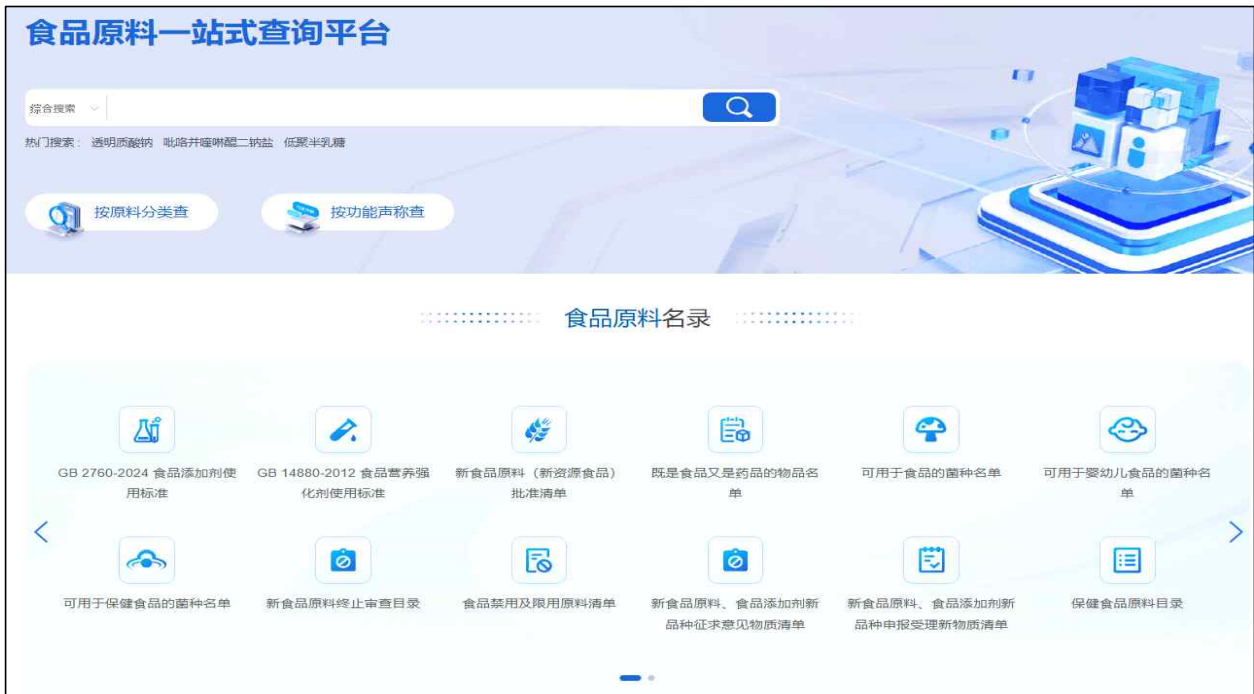 食品原料一站式查询平台
综合搜索
热门搜索： 透明质酸钠 吡咯并喹啉醌二钠盐 低聚半乳糖
按原料分类查 按功能声称查
食品原料名录
GB 2760-2024 食品添加剂使
用标准
GB 14880-2012 食品营养强
化剂使用标准
新食品原料（新资源食品）
批准清单
既是食品又是药品的物品名
单
可用于食品的菌种名单
可用于婴幼儿食品的菌种名
单
可用于保健食品的菌种名单
新食品原料终止审查目录
食品禁用及限用原料清单
新食品原料、食品添加剂新
品种征求意见物质清单
新食品原料、食品添加剂新
品种申报受理新物质清单
保健食品原料目录